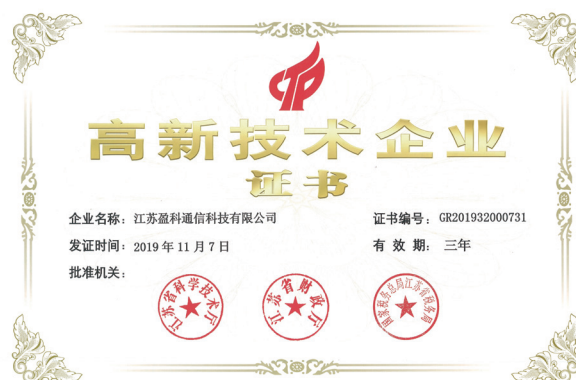 高新技术企业
证书
企业名称：江苏盈科通信科技有限公司
证书编号：GR201932000731
发证时间：2019年11月7日
有效期：三年
批准机关：
江苏省科学技术厅
江苏省财政厅
国家税务总局江苏省税务局